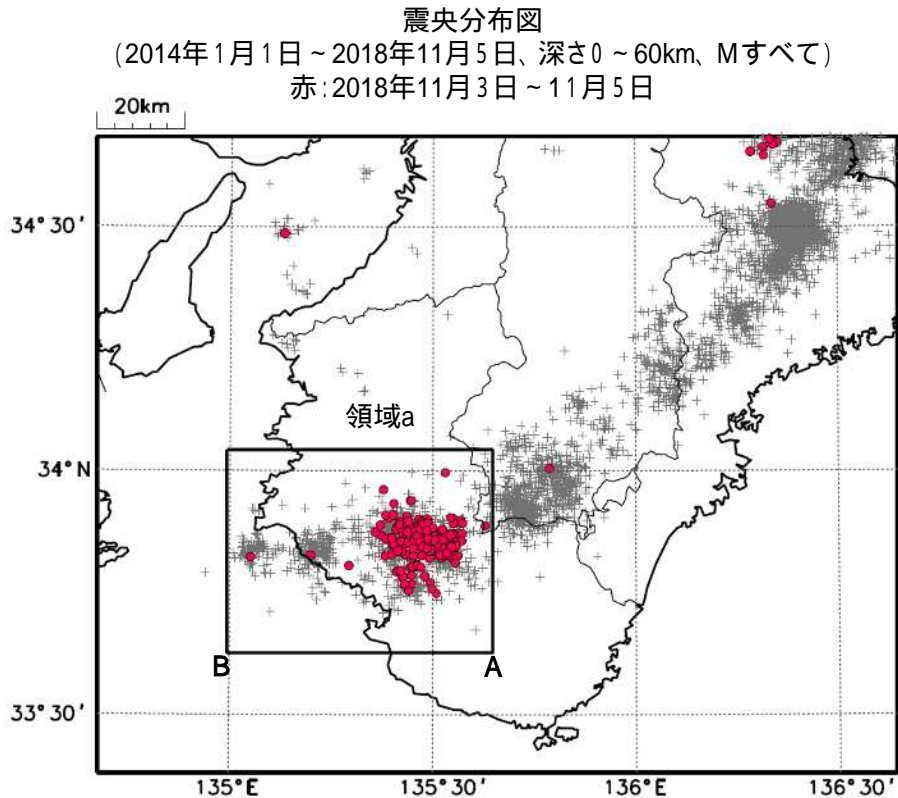 震央分布図
(2014年1月1日～2018年11月5日、深さ0～60km、Mすべて)
赤:2018年11月3日～11月5日
20km
34°30′
領域a
34°N
B
A
33°30′
135°E
135°30′
136°E
136°30′